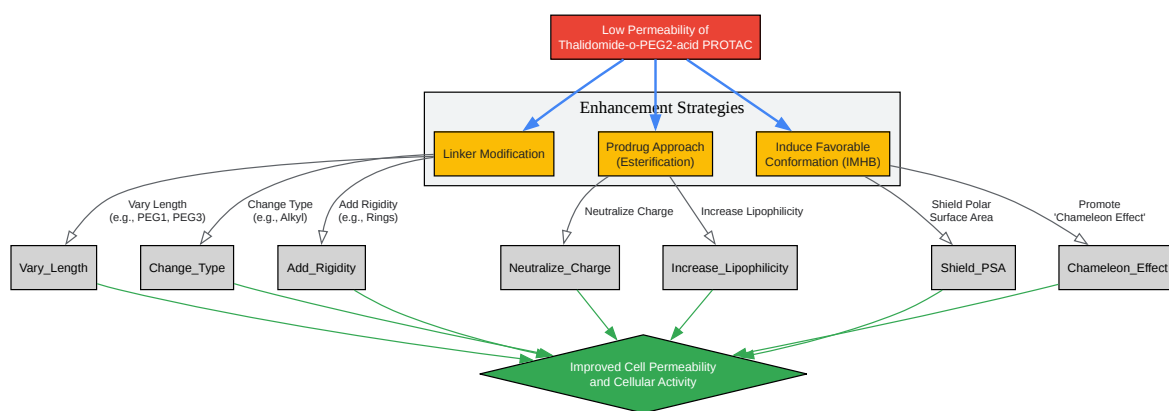 Low Permeability of
Thalidomide-o-PEG2-acid PROTAC
Enhancement Strategies
Linker Modification
Prodrug Approach
(Esterification)
Induce Favorable
Conformation (IMHB)
Vary Length
(e.g., PEG1, PEG3)
Change Type
(e.g., Alkyl)
Add Rigidity
(e.g., Rings)
Neutralize Charge
Increase Lipophilicity
Shield Polar
Surface Area
Promote
'Chameleon Effect'
Vary_Length
Change_Type
Add_Rigidity
Neutralize_Charge
Increase_Lipophilicity
Shield_PSA
Chameleon_Effect
Improved Cell Permeability
and Cellular Activity